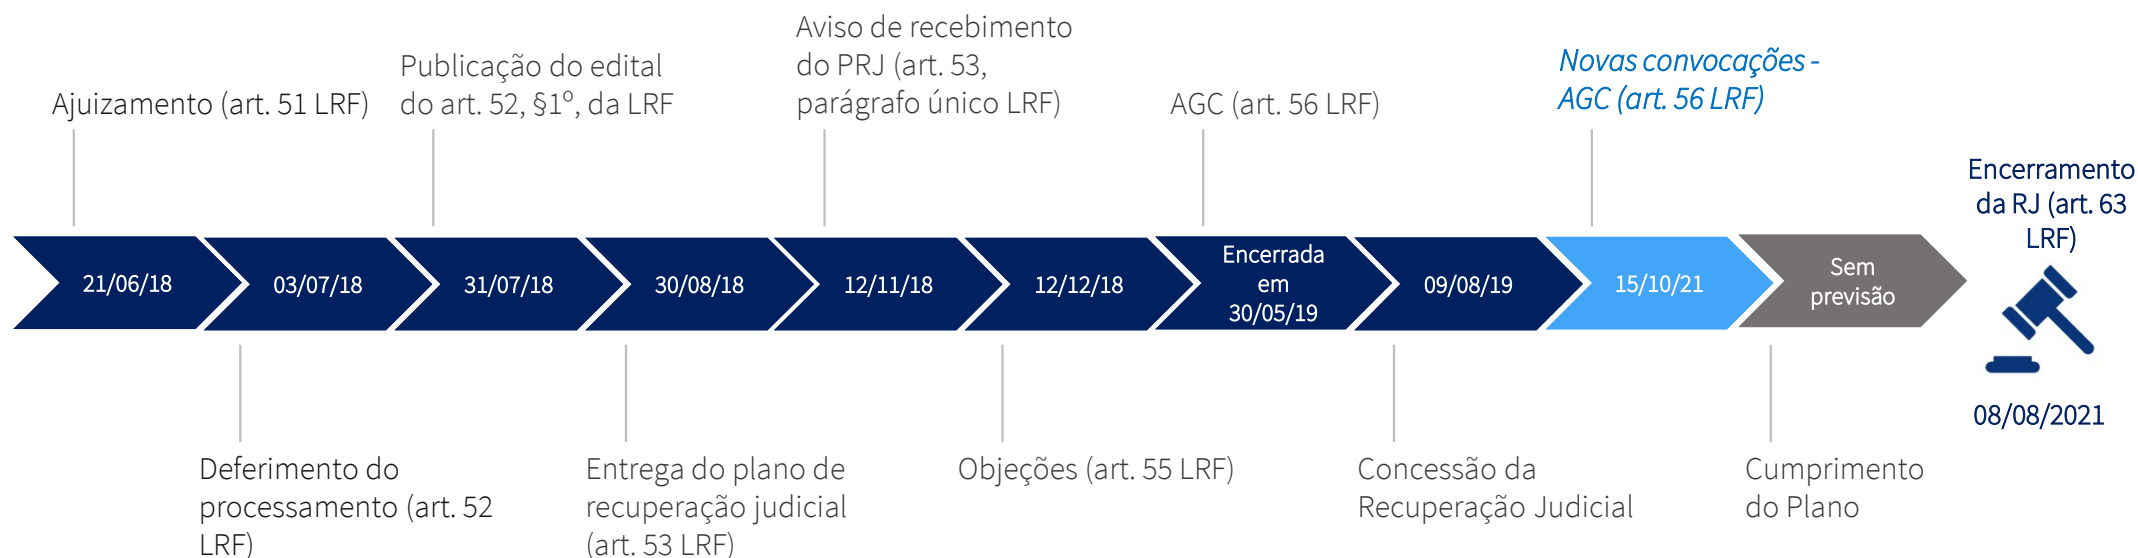 Ajuizamento (art. 51 LRF)
Publicação do edital
do art. 52, §1º, da LRF
Aviso de recebimento
do PRJ (art. 53,
parágrafo único LRF)
AGC (art. 56 LRF)
Novas convocações -
AGC (art. 56 LRF)
Encerramento
da RJ (art. 63
LRF)
21/06/18
03/07/18
31/07/18
30/08/18
12/11/18
12/12/18
Encerrada
em
30/05/19
09/08/19
15/10/21
Sem
previsão
08/08/2021
Deferimento do
processamento (art. 52
LRF)
Entrega do plano de
recuperação judicial
(art. 53 LRF)
Objeções (art. 55 LRF)
Concessão da
Recuperação Judicial
Cumprimento
do Plano